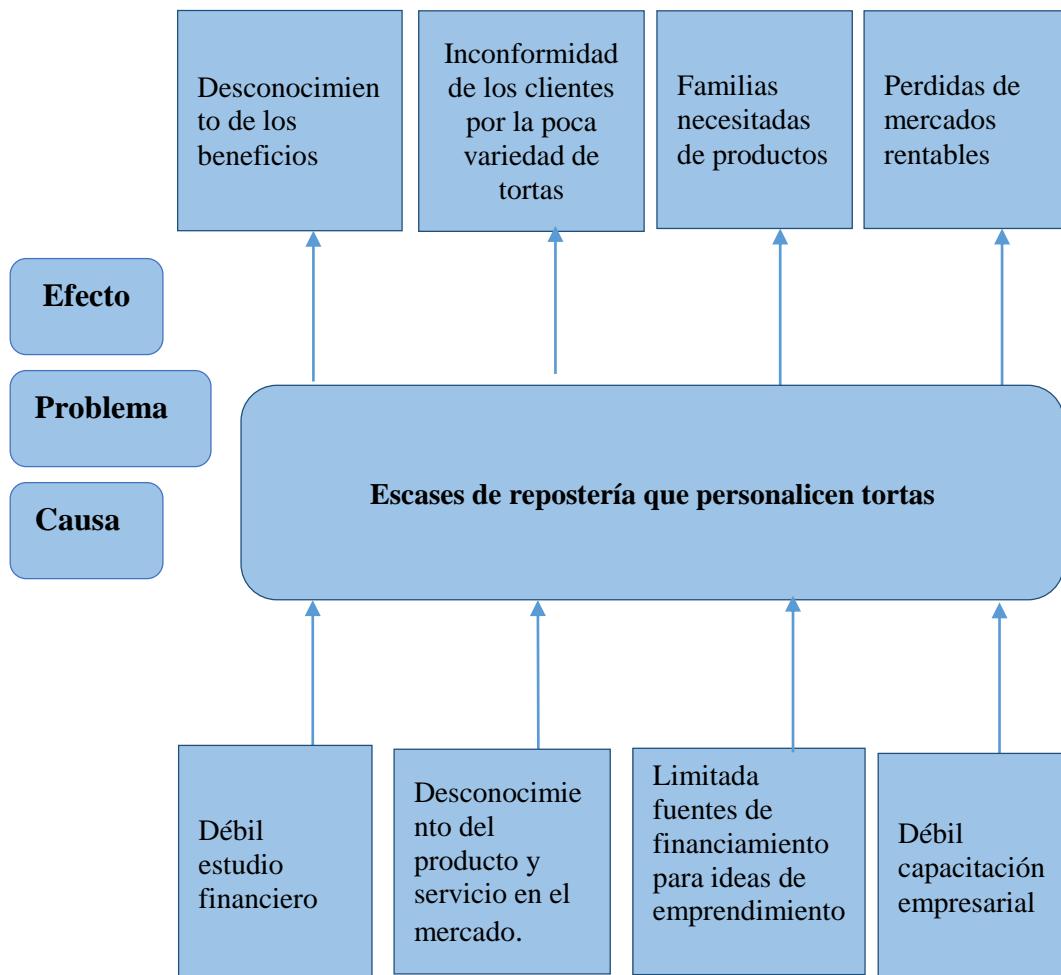 Desconocimien
to de los
beneficios
Inconformidad
de los clientes
por la poca
variedad de
tortas
Familias
necesitadas
de productos
Perdidas de
mercados
rentables
Efecto
Problema
Causa
Escases de repostería que personalicen tortas
Débil
estudio
financiero
Desconocimie
nto del
producto y
servicio en el
mercado.
Limitada
fuentes de
financiamiento
para ideas de
emprendimiento
Débil
capacitación
empresarial